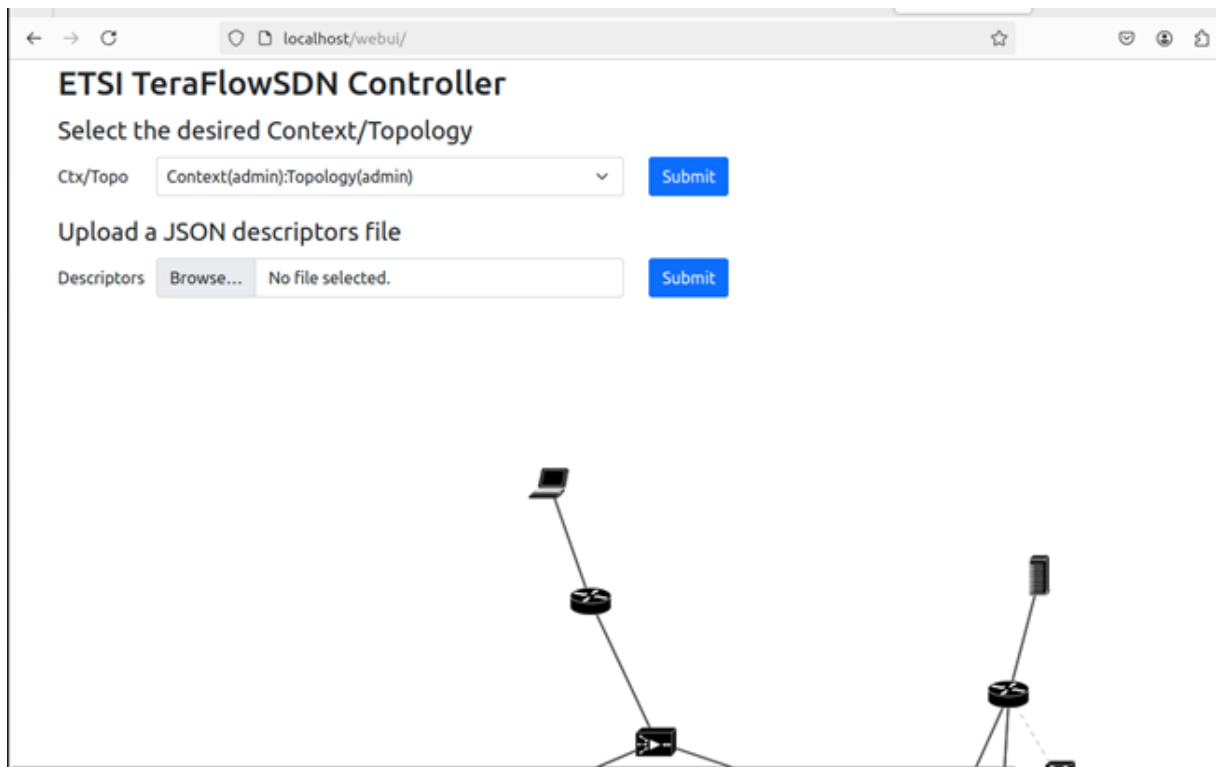 localhost/webui/
ETSI TeraFlowSDN Controller
Select the desired Context/Topology
Ctx/Topo Context(admin):Topology(admin) Submit
Upload a JSON descriptors file
Descriptors Browse... No file selected. Submit